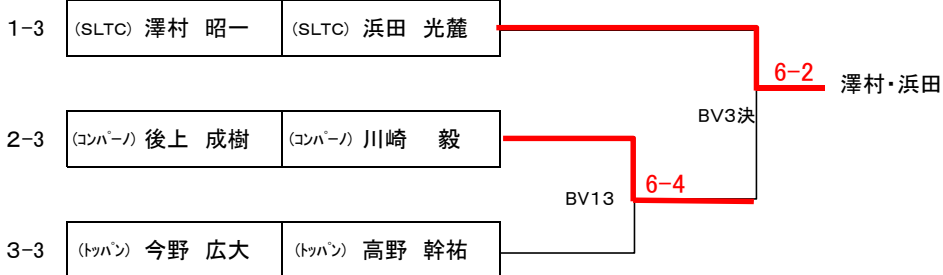 1-3 (SLTC) 澤村 昭一 (SLTC) 浜田 光麓
6-2
澤村・浜田
BV3決
2-3 (コンパーノ) 後上 成樹 (コンパーノ) 川崎 毅
6-4
BV13
3-3 (トッパン) 今野 広大 (トッパン) 高野 幹祐